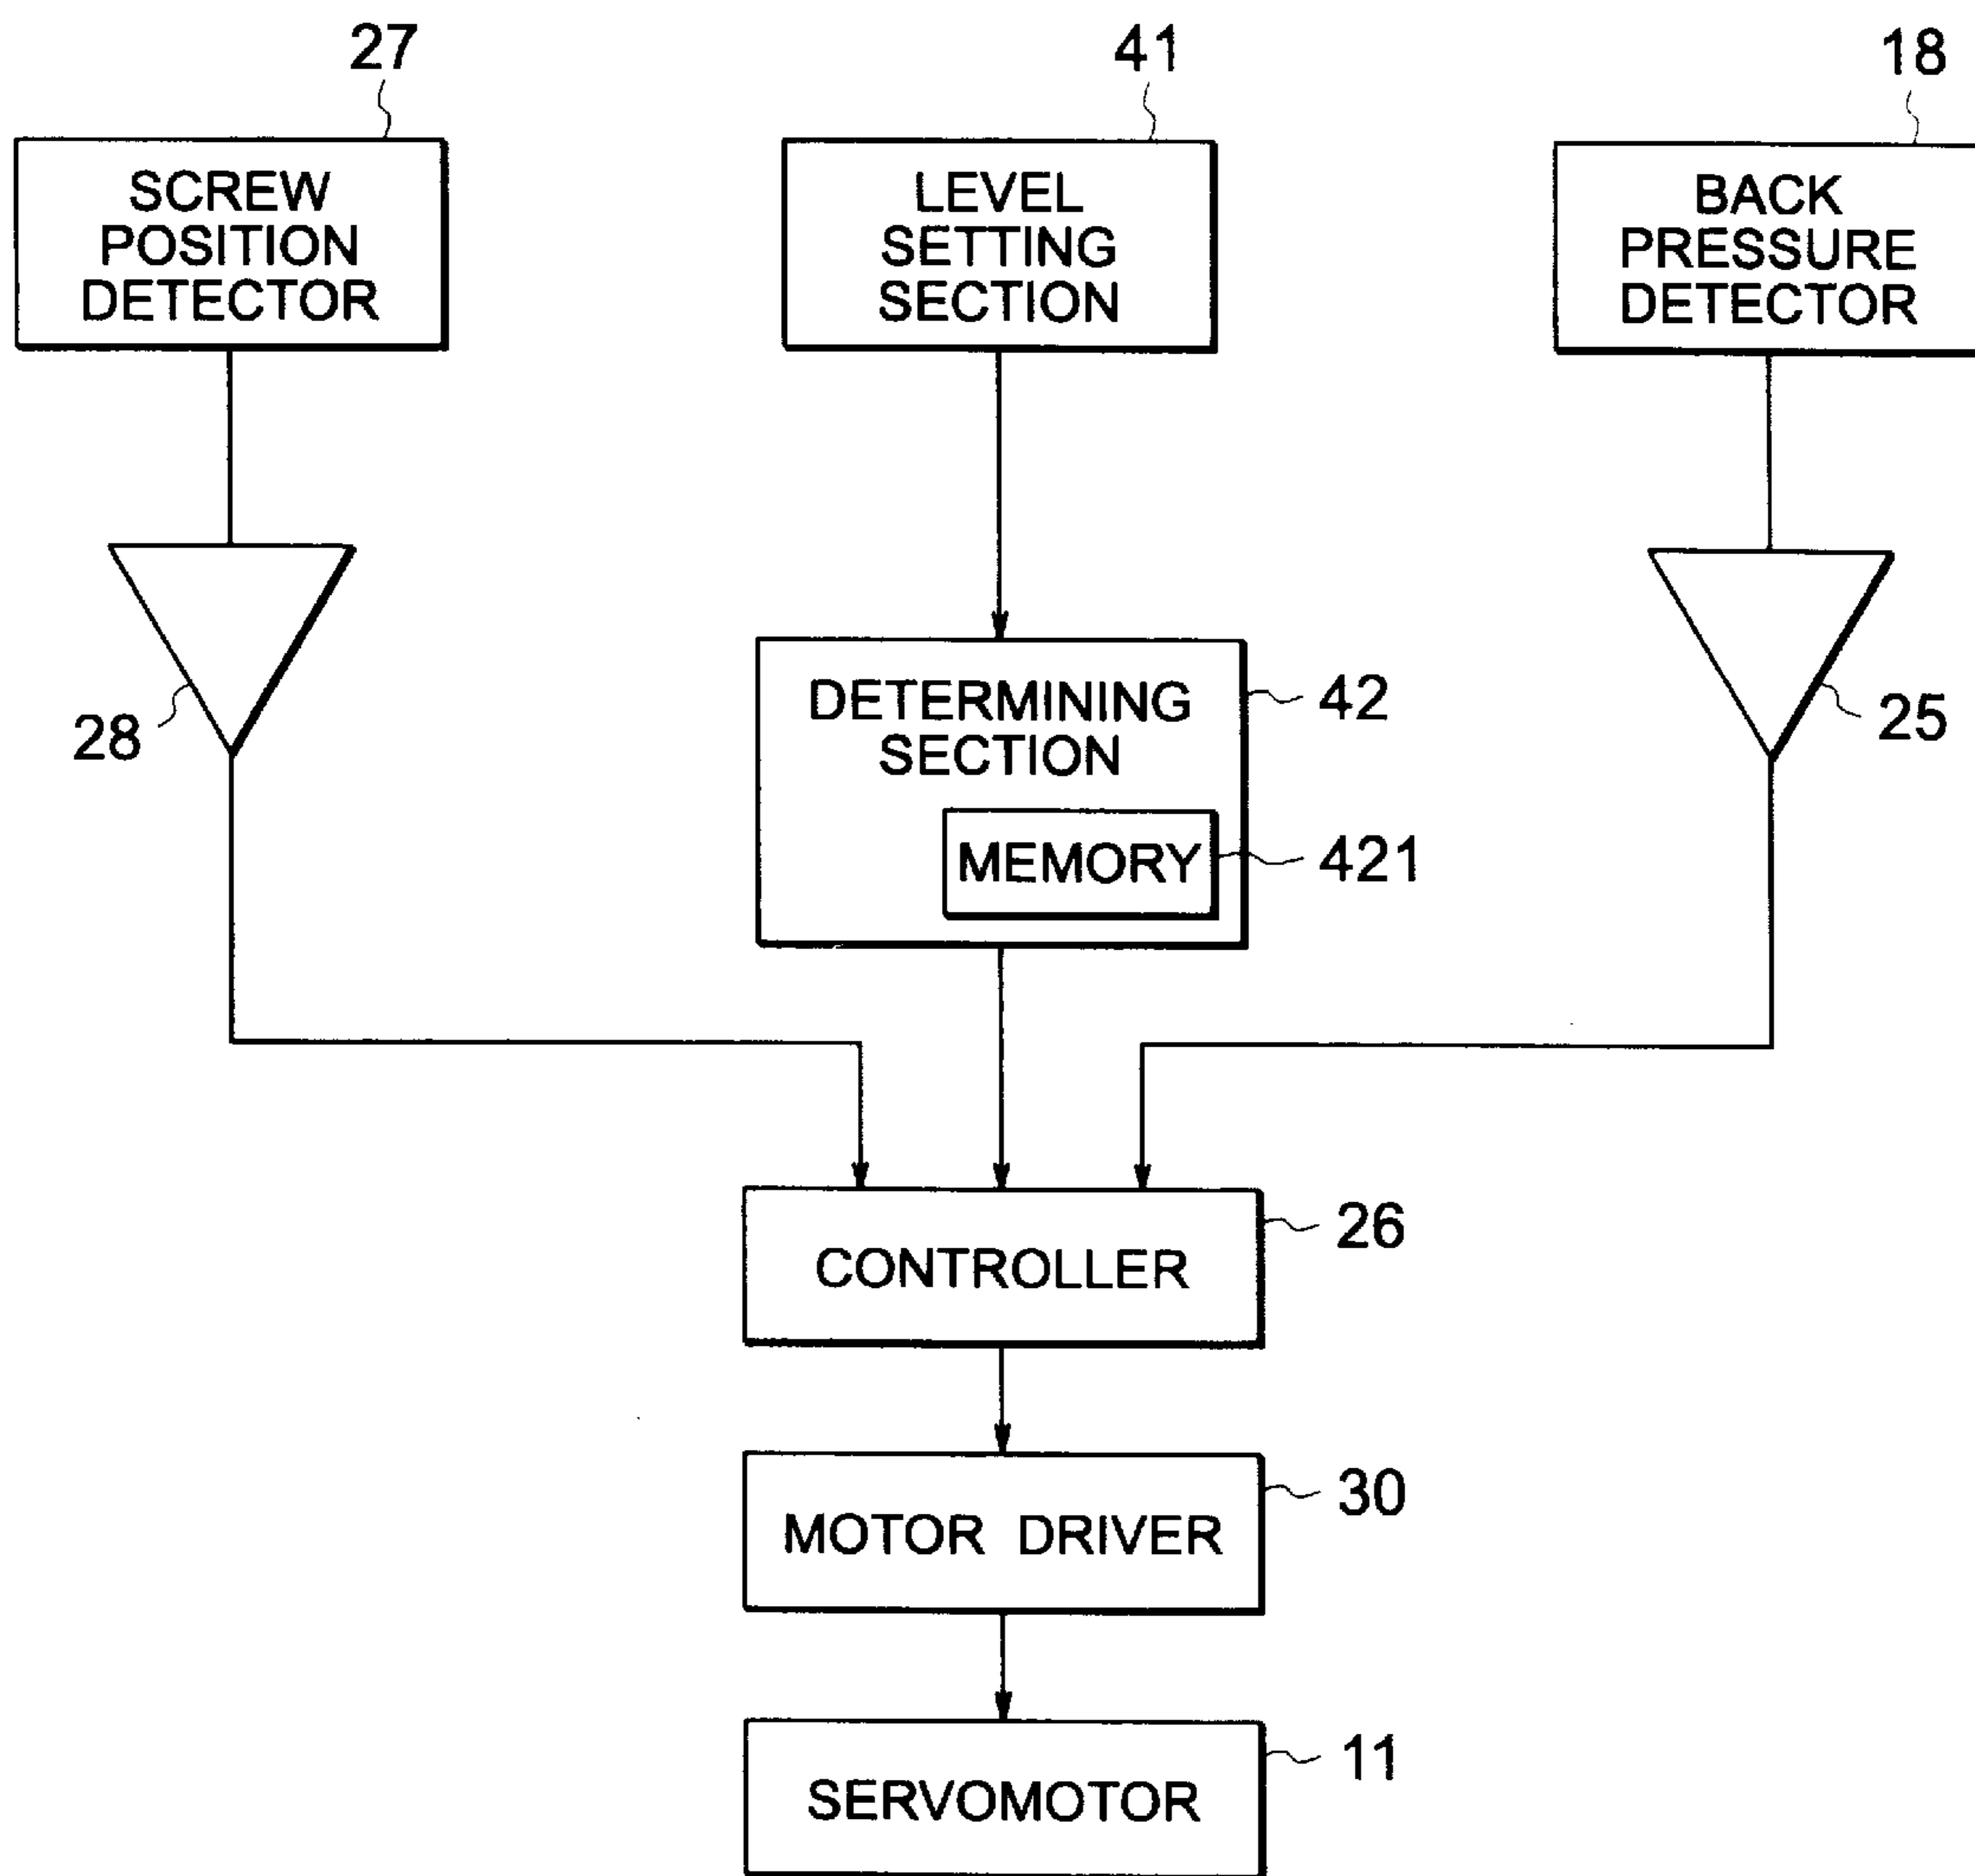 27
41
18
SCREW
POSITION
DETECTOR
LEVEL
SETTING
SECTION
BACK
PRESSURE
DETECTOR
28
DETERMINING
SECTION
42
25
MEMORY
421
CONTROLLER
26
MOTOR DRIVER
30
SERVOMOTOR
11